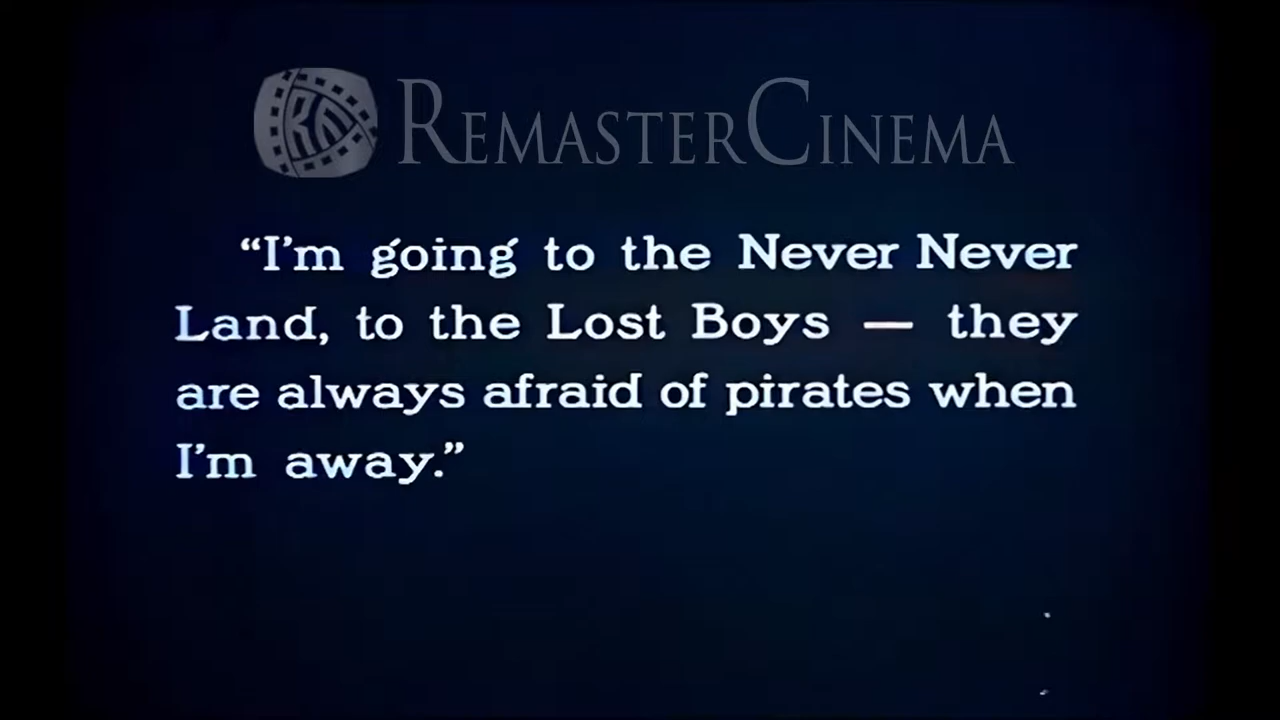 RemasterCinema
“I’m going to the Never Never
Land, to the Lost Boys — they
are always afraid of pirates when
I’m away.”